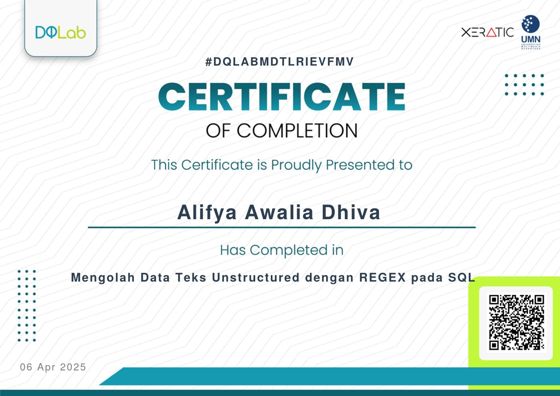 DQLab
XERATIC
UMN
#DQLABMDTLRIEVFMV
CERTIFICATE
OF COMPLETION
This Certificate is Proudly Presented to
Alifya Awalia Dhiva
Has Completed in
Mengolah Data Teks Unstructured dengan REGEX pada SQL
06 Apr 2025